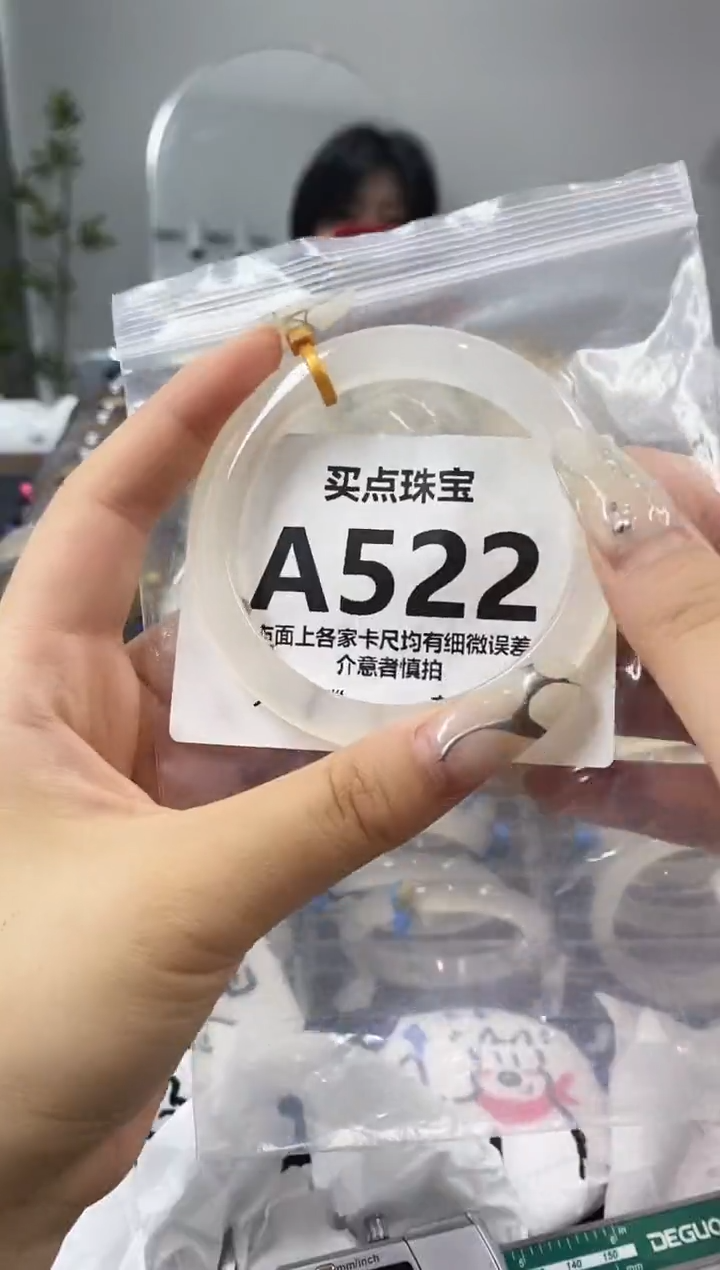 买点珠宝
A522
市面上各家卡尺均有细微误差
介意者慎拍
mm/inch
140 150
mm
DEGUO